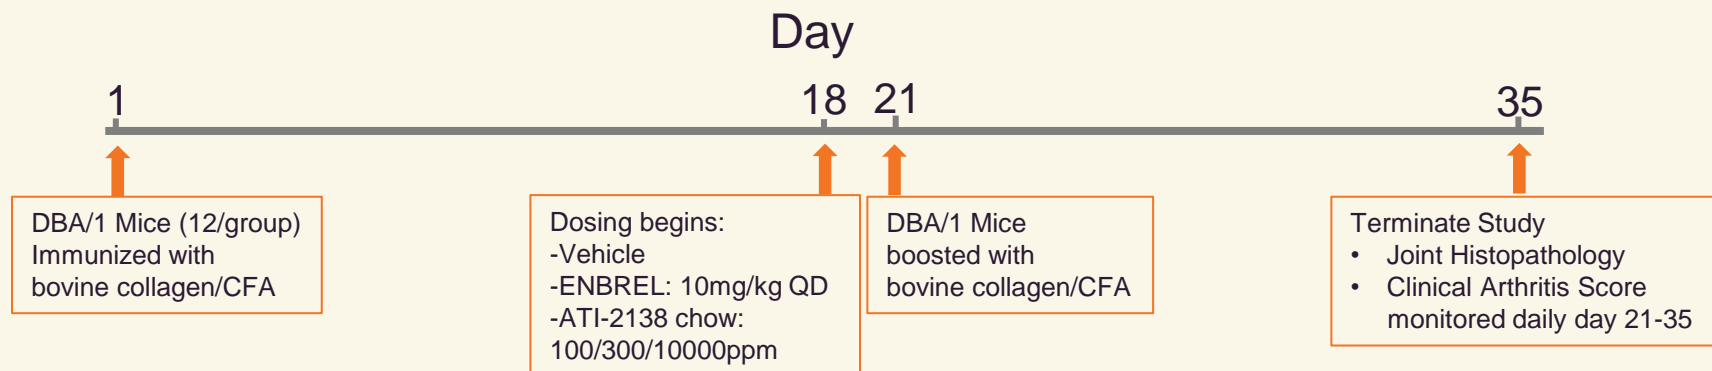 Day
1
18
21
35
DBA/1 Mice (12/group)
Immunized with
bovine collagen/CFA
Dosing begins:
-Vehicle
-ENBREL: 10mg/kg QD
-ATI-2138 chow:
100/300/10000ppm
DBA/1 Mice
boosted with
bovine collagen/CFA
Terminate Study
• Joint Histopathology
• Clinical Arthritis Score
monitored daily day 21-35